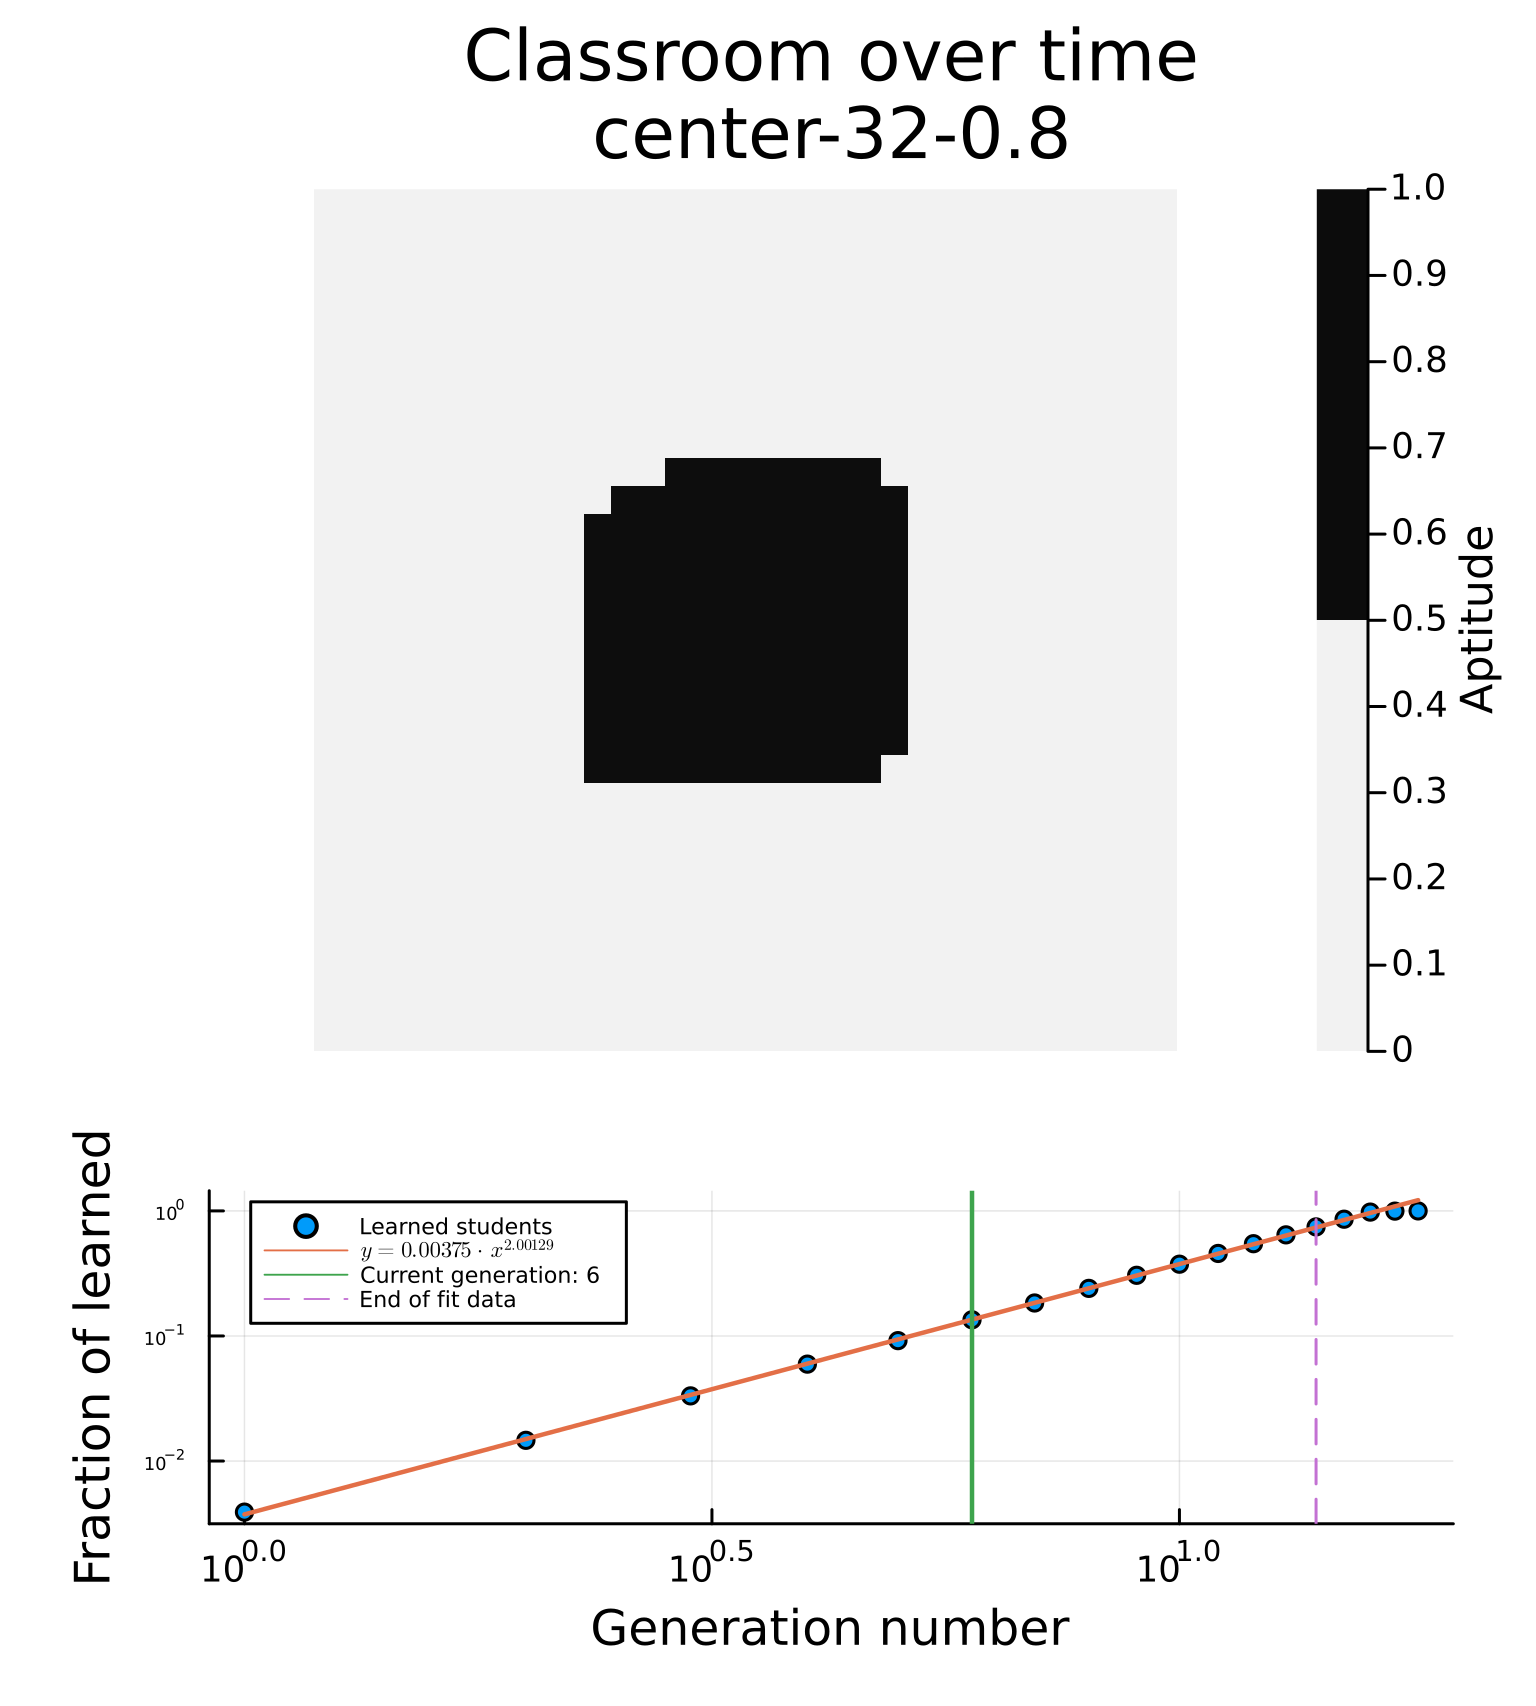 Classroom over time
center-32-0.8
1.0
0.9
0.8
0.7
0.6
0.5
0.4
0.3
0.2
0.1
0
Aptitude
Fraction of learned
10⁰
10⁻¹
10⁻²
Learned students
y = 0.00375 · x^2.00129
Current generation: 6
End of fit data
10^0.0
10^0.5
10^1.0
Generation number